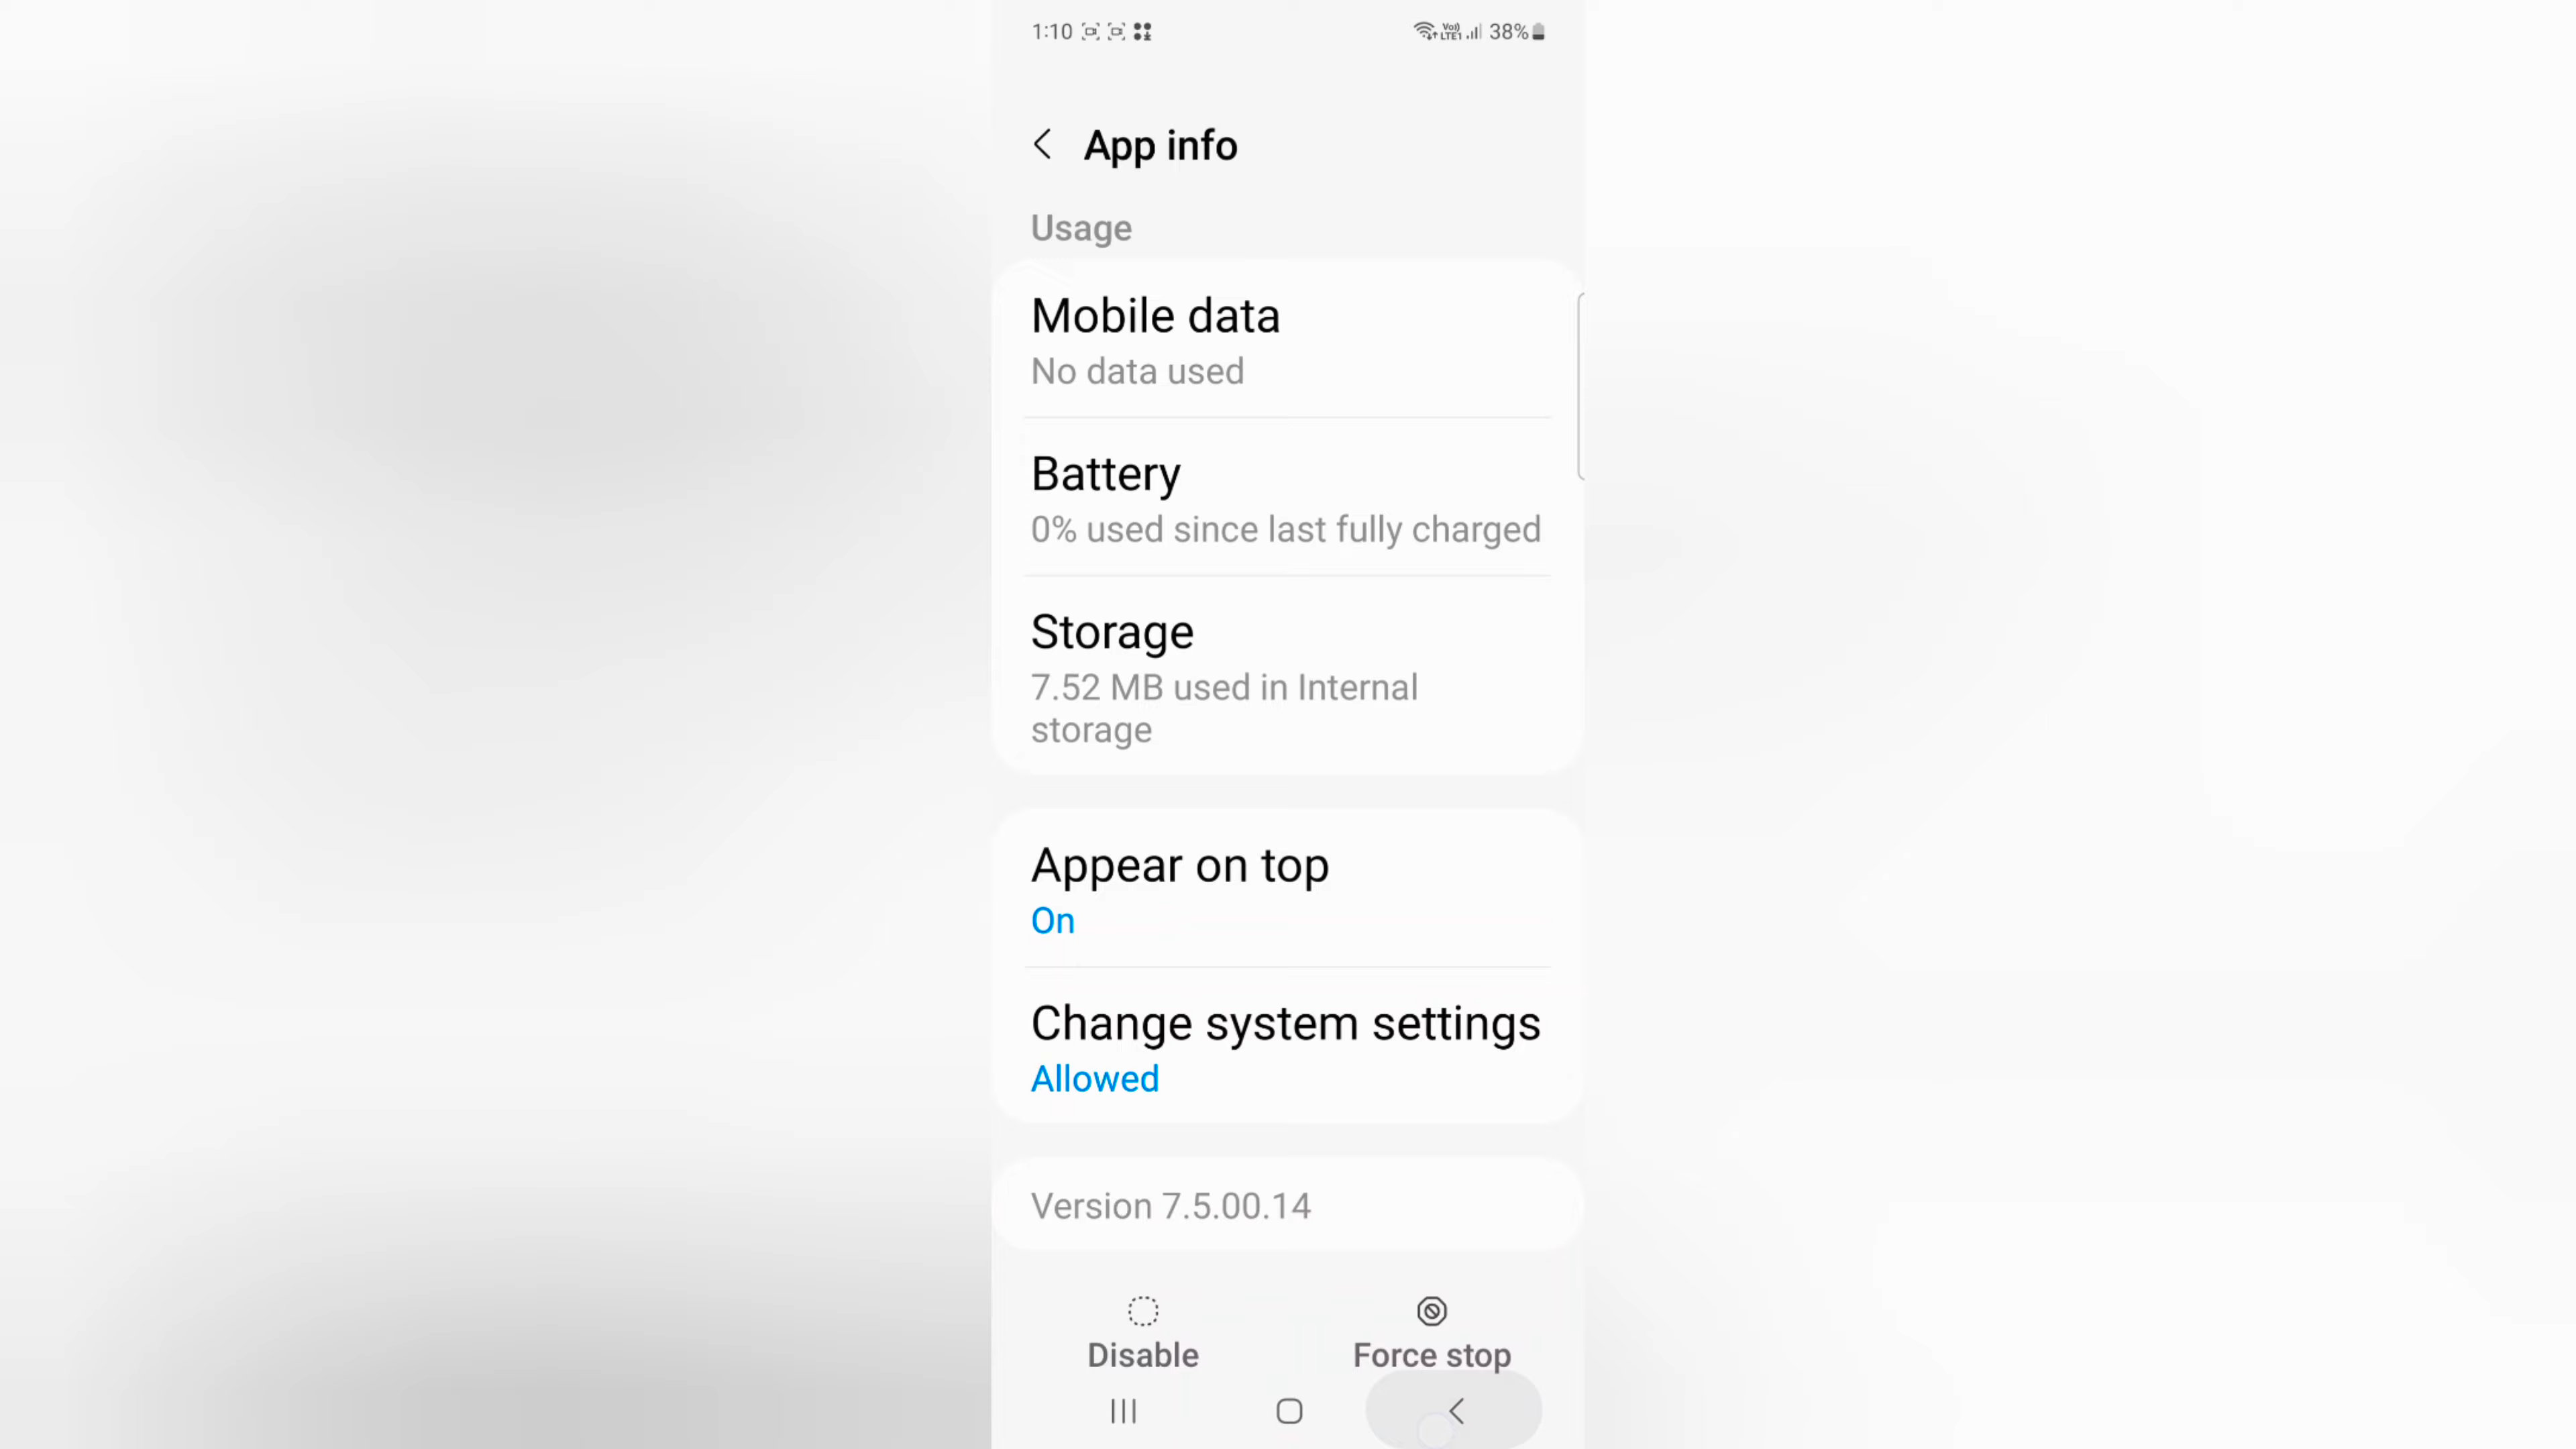 1:10 38%
App info
Usage
Mobile data
No data used
Battery
0% used since last fully charged
Storage
7.52 MB used in Internal
storage
Appear on top
On
Change system settings
Allowed
Version 7.5.00.14
Disable Force stop